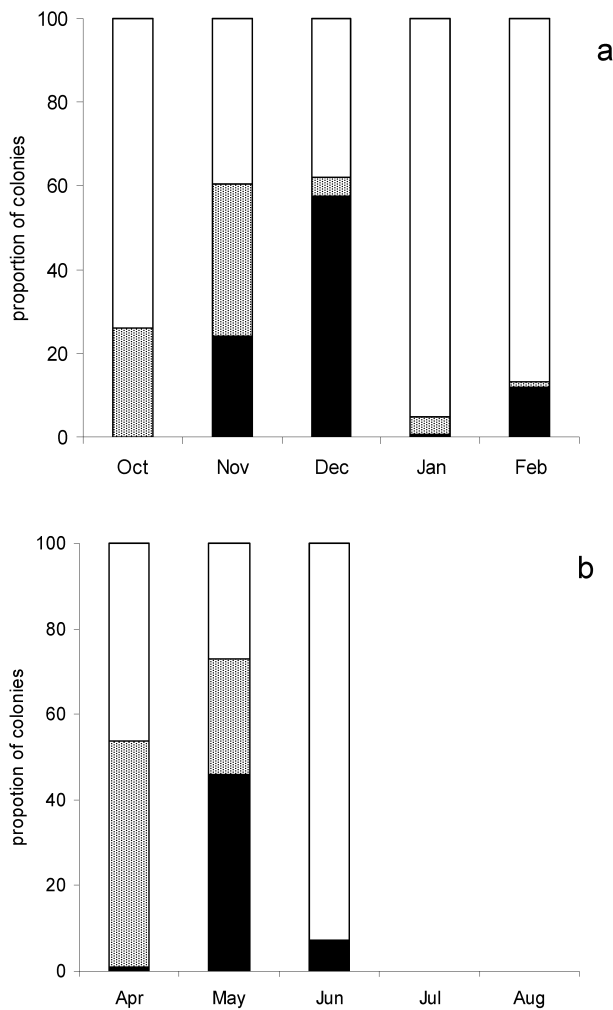 a
proportion of colonies
100
80
60
40
20
0
Oct Nov Dec Jan Feb
b
propotion of colonies
100
80
60
40
20
0
Apr May Jun Jul Aug